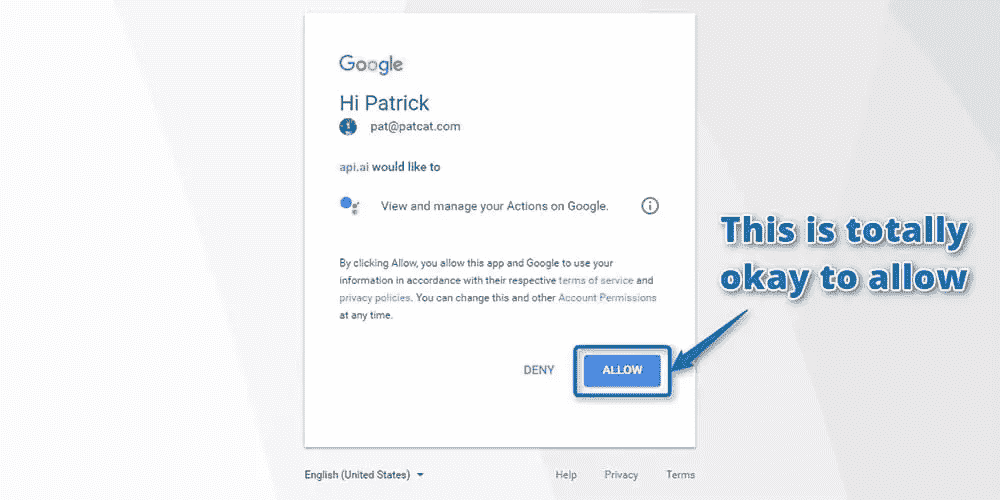 Google
Hi Patrick
pat@patcat.com
api.ai would like to
View and manage your Actions on Google.
By clicking Allow, you allow this app and Google to use your
information in accordance with their respective terms of service and
privacy policies. You can change this and other Account Permissions
at any time.
DENY
ALLOW
This is totally
okay to allow
English (United States)
Help
Privacy
Terms